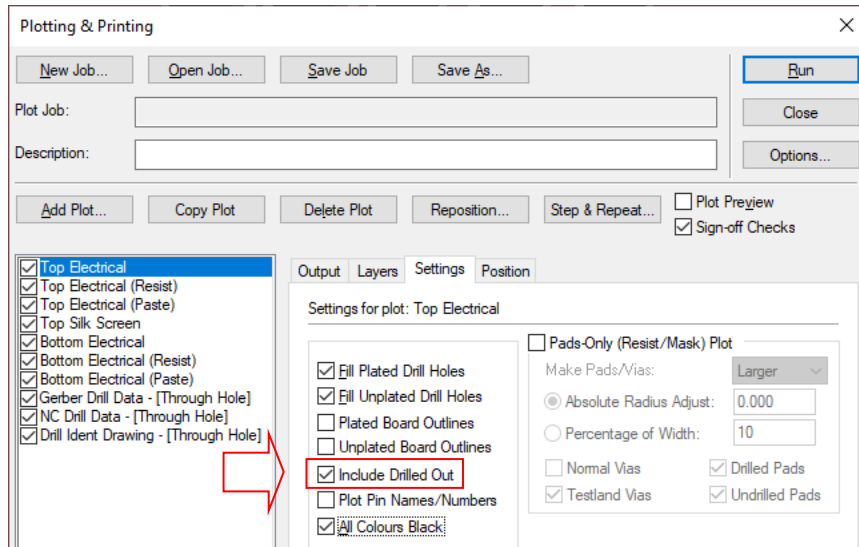 Plotting & Printing
New Job... Open Job... Save Job Save As... Run
Plot Job: Close
Description: Options...
Add Plot... Copy Plot Delete Plot Reposition... Step & Repeat... Plot Preview
Sign-off Checks
Top Electrical
Top Electrical (Resist)
Top Electrical (Paste)
Top Silk Screen
Bottom Electrical
Bottom Electrical (Resist)
Bottom Electrical (Paste)
Gerber Drill Data - [Through Hole]
NC Drill Data - [Through Hole]
Drill Ident Drawing - [Through Hole]
Output Layers Settings Position
Settings for plot: Top Electrical
Fill Plated Drill Holes
Fill Unplated Drill Holes
Plated Board Outlines
Unplated Board Outlines
Include Drilled Out
Plot Pin Names/Numbers
All Colours Black
Pads-Only (Resist/Mask) Plot
Make Pads/Vias: Larger
Absolute Radius Adjust: 0.000
Percentage of Width: 10
Normal Vias Drilled Pads
Testland Vias Undrilled Pads